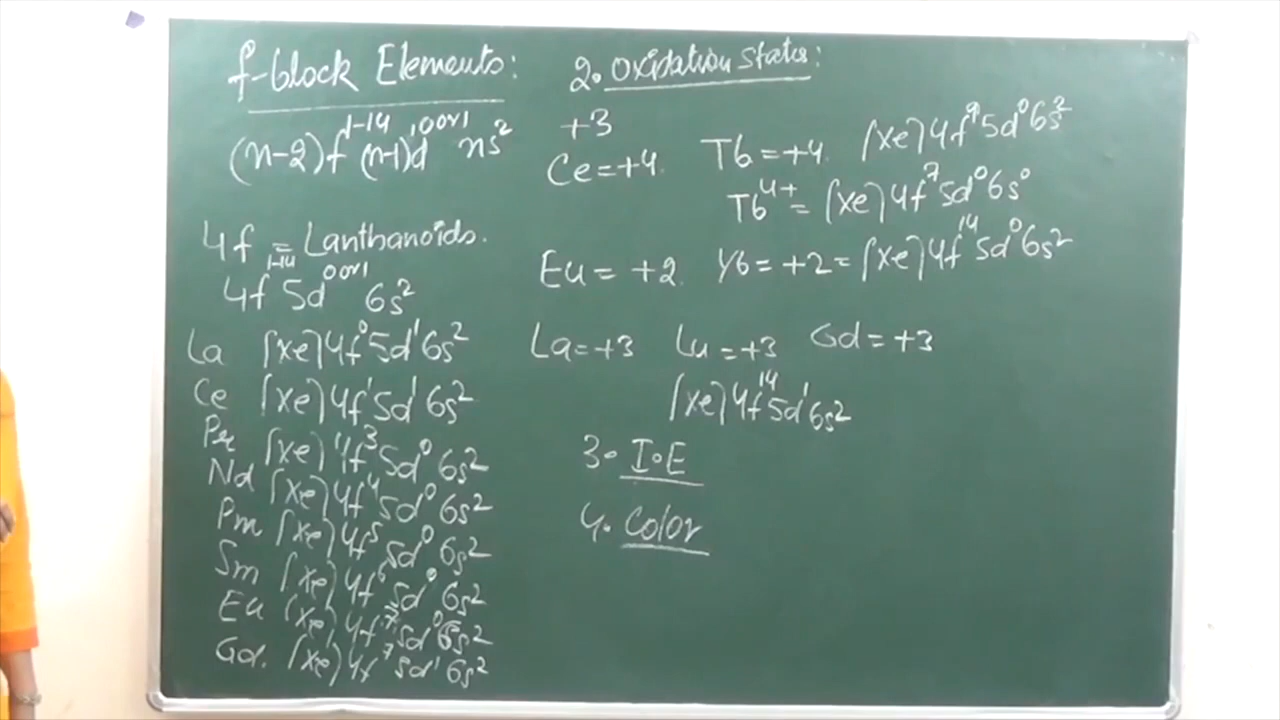 f-block Elements:
(n-2)f¹⁻¹⁴ (n-1)d⁰ ᵒʳ ¹ ns²
4f = Lanthanoids.
4f¹⁻¹⁴ 5d⁰ ᵒʳ ¹ 6s²
La [Xe] 4f⁰ 5d¹ 6s²
Ce [Xe] 4f¹ 5d¹ 6s²
Pr [Xe] 4f³ 5d⁰ 6s²
Nd [Xe] 4f⁴ 5d⁰ 6s²
Pm [Xe] 4f⁵ 5d⁰ 6s²
Sm [Xe] 4f⁶ 5d⁰ 6s²
Eu [Xe] 4f⁷ 5d⁰ 6s²
Gd. [Xe] 4f⁷ 5d¹ 6s²
2. Oxidation States:
+3
Ce = +4. Tb = +4. [Xe] 4f⁹ 5d⁰ 6s²
Tb⁴⁺ = [Xe] 4f⁷ 5d⁰ 6s⁰
Eu = +2. Yb = +2 = [Xe] 4f¹⁴ 5d⁰ 6s²
La = +3 Lu = +3 Gd = +3
[Xe] 4f¹⁴ 5d¹ 6s²
3. I.E
4. Color